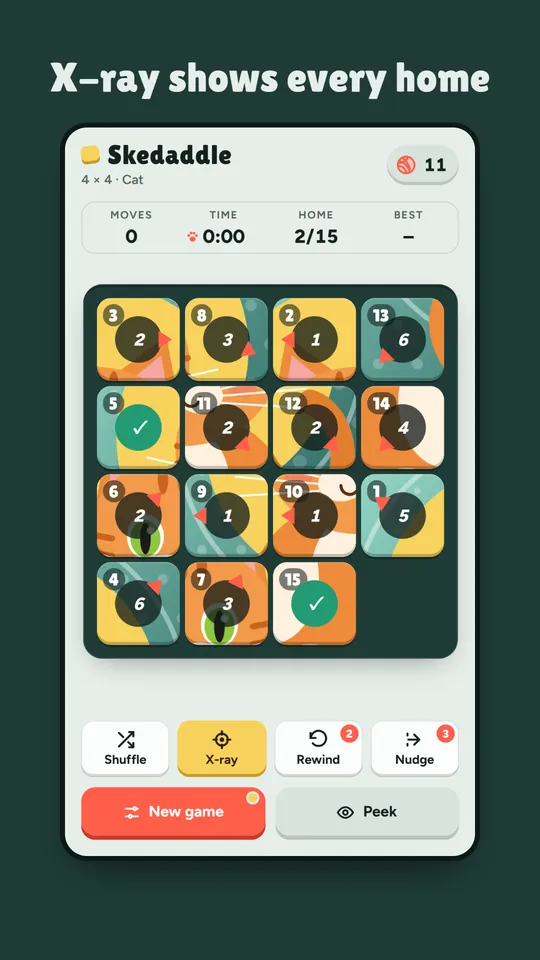 X-ray shows every home
Skedaddle
4 × 4 · Cat
11
MOVES TIME HOME BEST
0 0:00 2/15 –
3 8 2 13
2 3 1 6
5 11 12 14
✓ 2 2 4
6 9 10 1
2 1 1 5
4 7 15
6 3 ✓
2 3
Shuffle X-ray Rewind Nudge
New game Peek